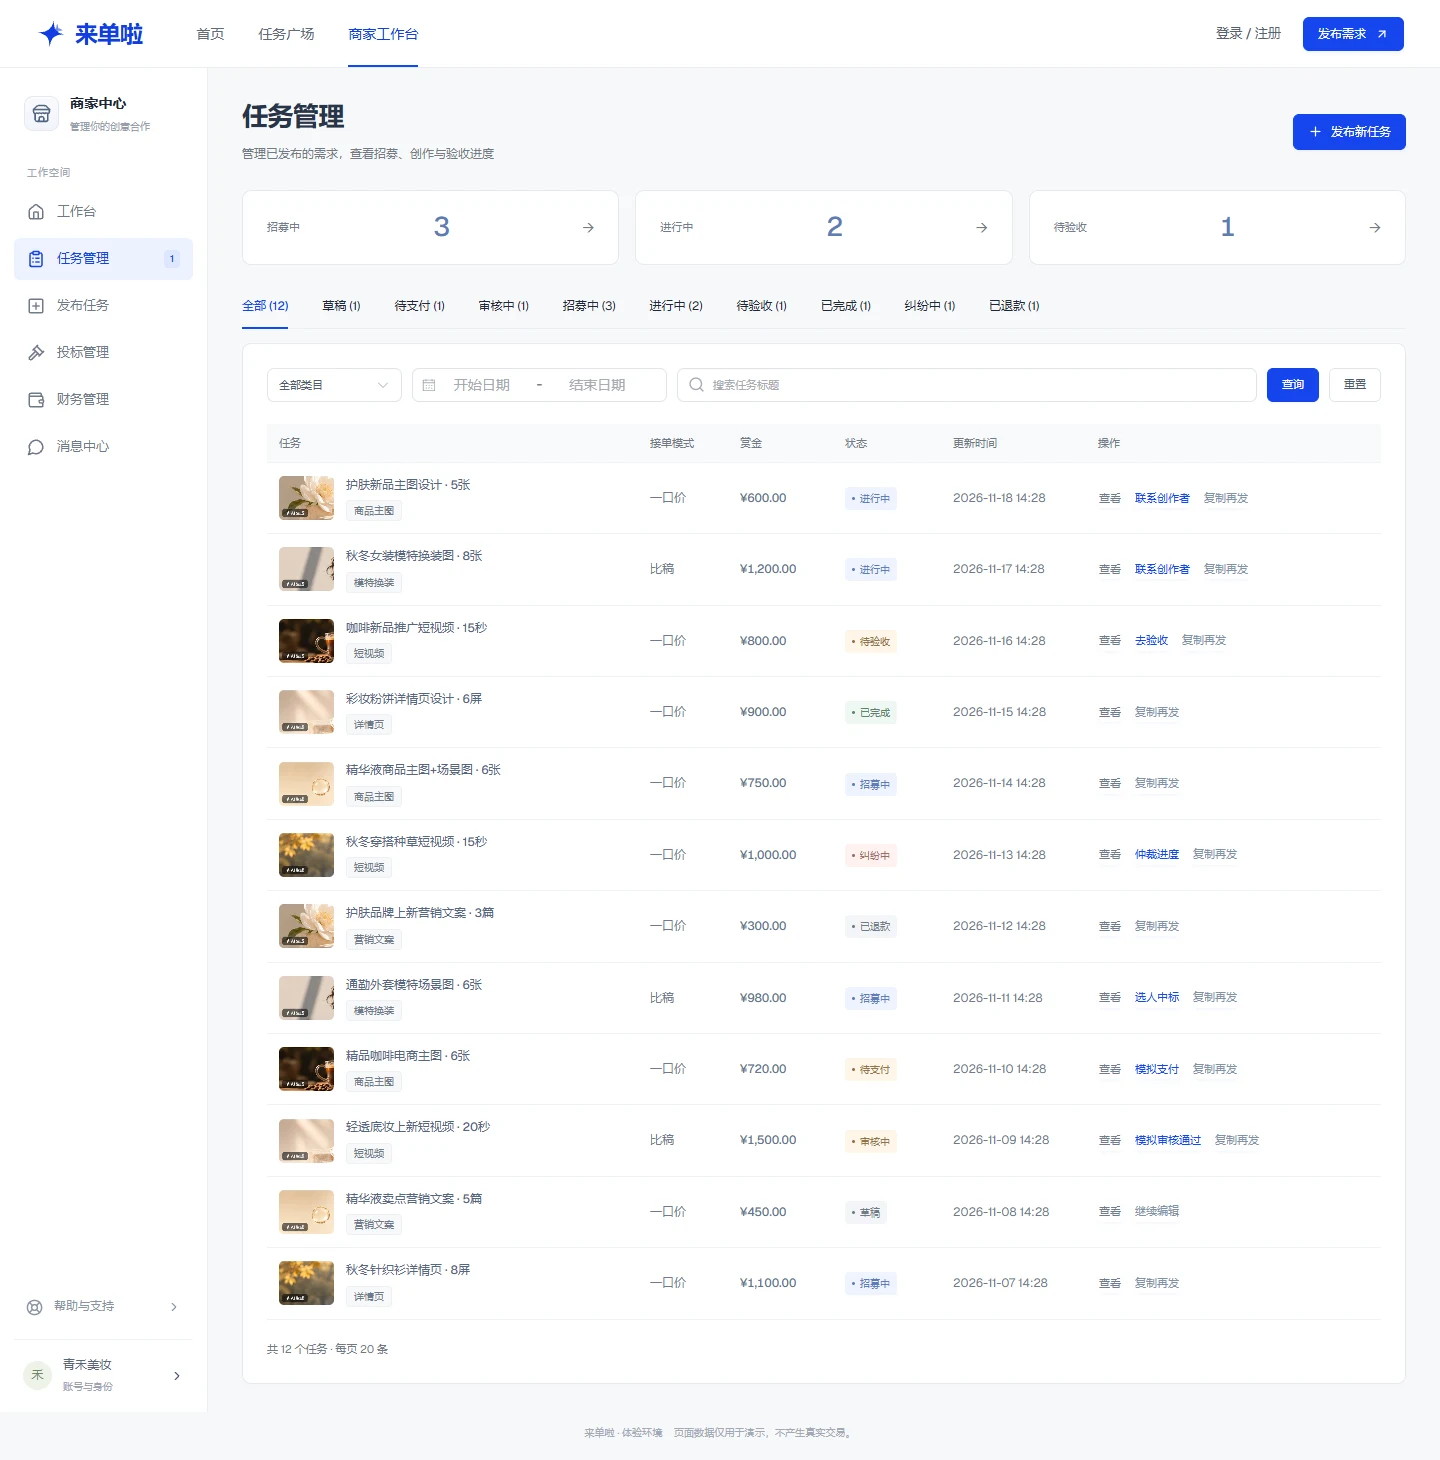 来单啦
首页
任务广场
商家工作台
登录 / 注册
发布需求
商家中心
管理你的创意合作
工作空间
工作台
任务管理
1
发布任务
投标管理
财务管理
消息中心
帮助与支持
禾
青禾美妆
账号与身份
任务管理
管理已发布的需求，查看招募、创作与验收进度
发布新任务
招募中
3
进行中
2
待验收
1
全部 (12)
草稿 (1)
待支付 (1)
审核中 (1)
招募中 (3)
进行中 (2)
待验收 (1)
已完成 (1)
纠纷中 (1)
已退款 (1)
全部类目
开始日期 - 结束日期
搜索任务标题
查询
重置
任务 接单模式 赏金 状态 更新时间 操作
护肤新品主图设计 · 5张
商品主图
一口价 ¥600.00 进行中 2026-11-18 14:28 查看 联系创作者 复制再发
秋冬女装模特换装图 · 8张
模特换装
比稿 ¥1,200.00 进行中 2026-11-17 14:28 查看 联系创作者 复制再发
咖啡新品推广短视频 · 15秒
短视频
一口价 ¥800.00 待验收 2026-11-16 14:28 查看 去验收 复制再发
彩妆粉饼详情页设计 · 6屏
详情页
一口价 ¥900.00 已完成 2026-11-15 14:28 查看 复制再发
精华液商品主图+场景图 · 6张
商品主图
一口价 ¥750.00 招募中 2026-11-14 14:28 查看 复制再发
秋冬穿搭种草短视频 · 15秒
短视频
一口价 ¥1,000.00 纠纷中 2026-11-13 14:28 查看 仲裁进度 复制再发
护肤品牌上新营销文案 · 3篇
营销文案
一口价 ¥300.00 已退款 2026-11-12 14:28 查看 复制再发
通勤外套模特场景图 · 6张
模特换装
比稿 ¥980.00 招募中 2026-11-11 14:28 查看 选人中标 复制再发
精品咖啡电商主图 · 6张
商品主图
一口价 ¥720.00 待支付 2026-11-10 14:28 查看 模拟支付 复制再发
轻透底妆上新短视频 · 20秒
短视频
比稿 ¥1,500.00 审核中 2026-11-09 14:28 查看 模拟审核通过 复制再发
精华液卖点营销文案 · 5篇
营销文案
一口价 ¥450.00 草稿 2026-11-08 14:28 查看 继续编辑
秋冬针织衫详情页 · 8屏
详情页
一口价 ¥1,100.00 招募中 2026-11-07 14:28 查看 复制再发
共 12 个任务 · 每页 20 条
来单啦 · 体验环境 页面数据仅用于演示，不产生真实交易。